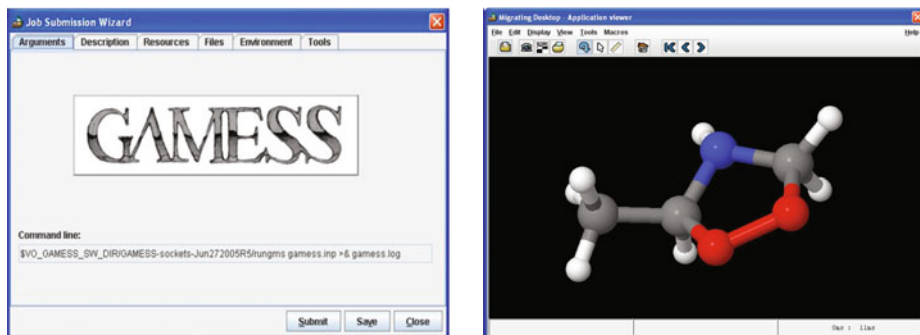 Job Submission Wizard
Arguments Description Resources Files Environment Tools
GAMESS
Command line:
$VO_GAMESS_SW_DIR/GAMESS-sockets-Jun272005R5/rungms gamess.inp >& gamess.log
Submit Save Close
Migrating Desktop - Application viewer
File Edit Display View Tools Macros Help